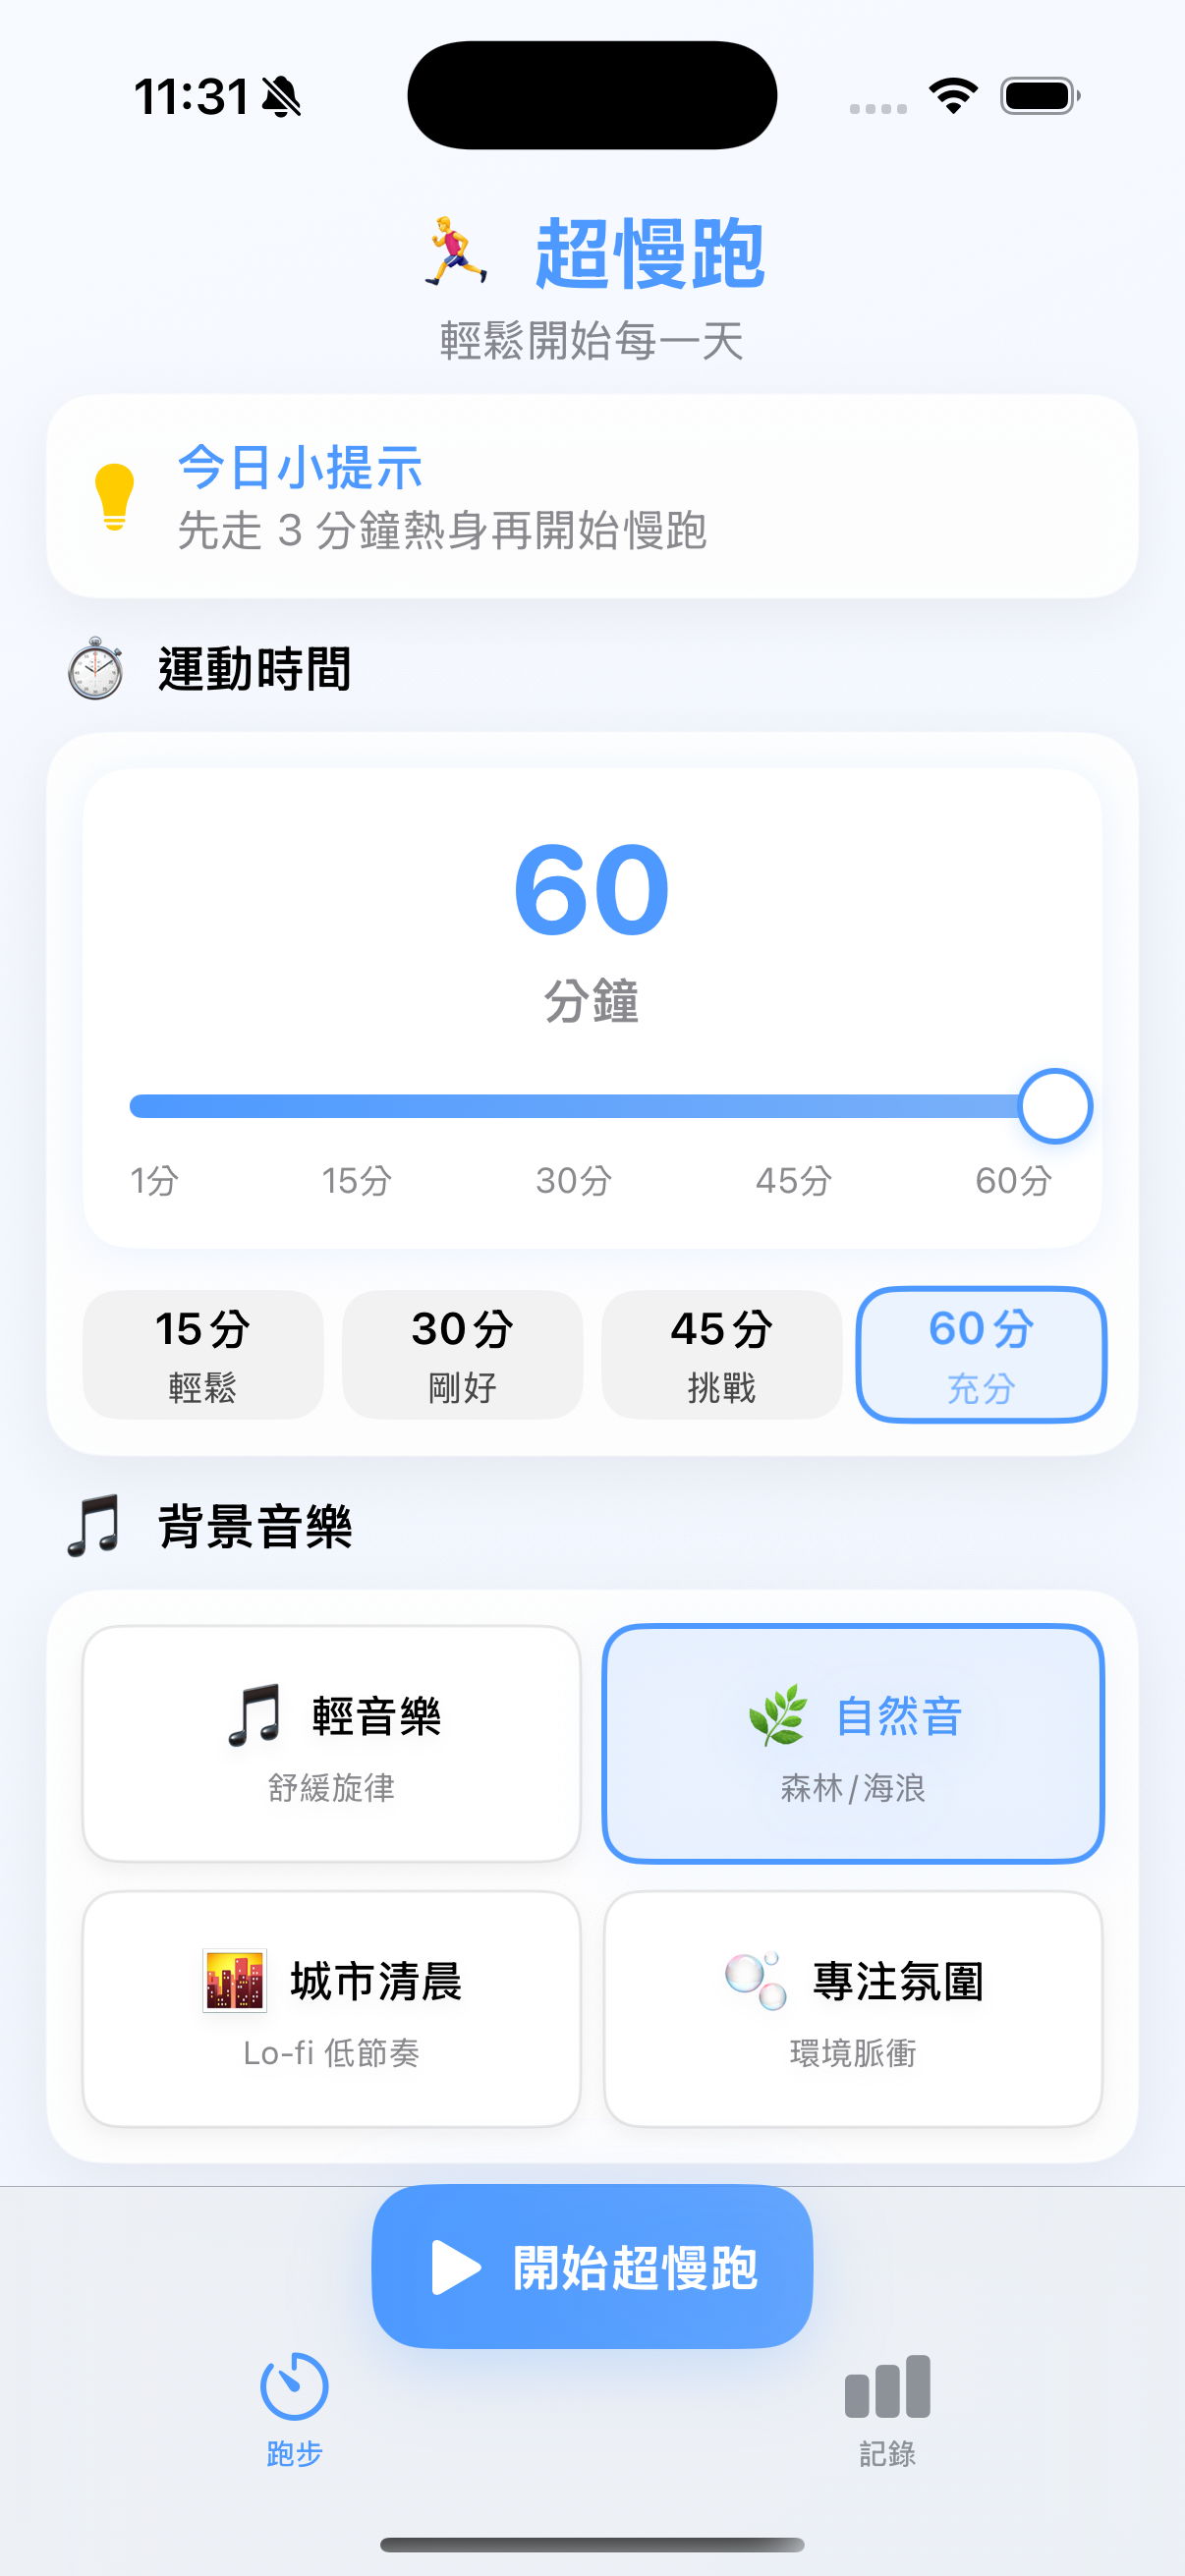 11:31
超慢跑
輕鬆開始每一天
今日小提示
先走 3 分鐘熱身再開始慢跑
運動時間
60
分鐘
1分 15分 30分 45分 60分
15分 30分 45分 60分
輕鬆 剛好 挑戰 充分
背景音樂
輕音樂 自然音
舒緩旋律 森林/海浪
城市清晨 專注氛圍
Lo-fi 低節奏 環境脈衝
開始超慢跑
跑步 記錄